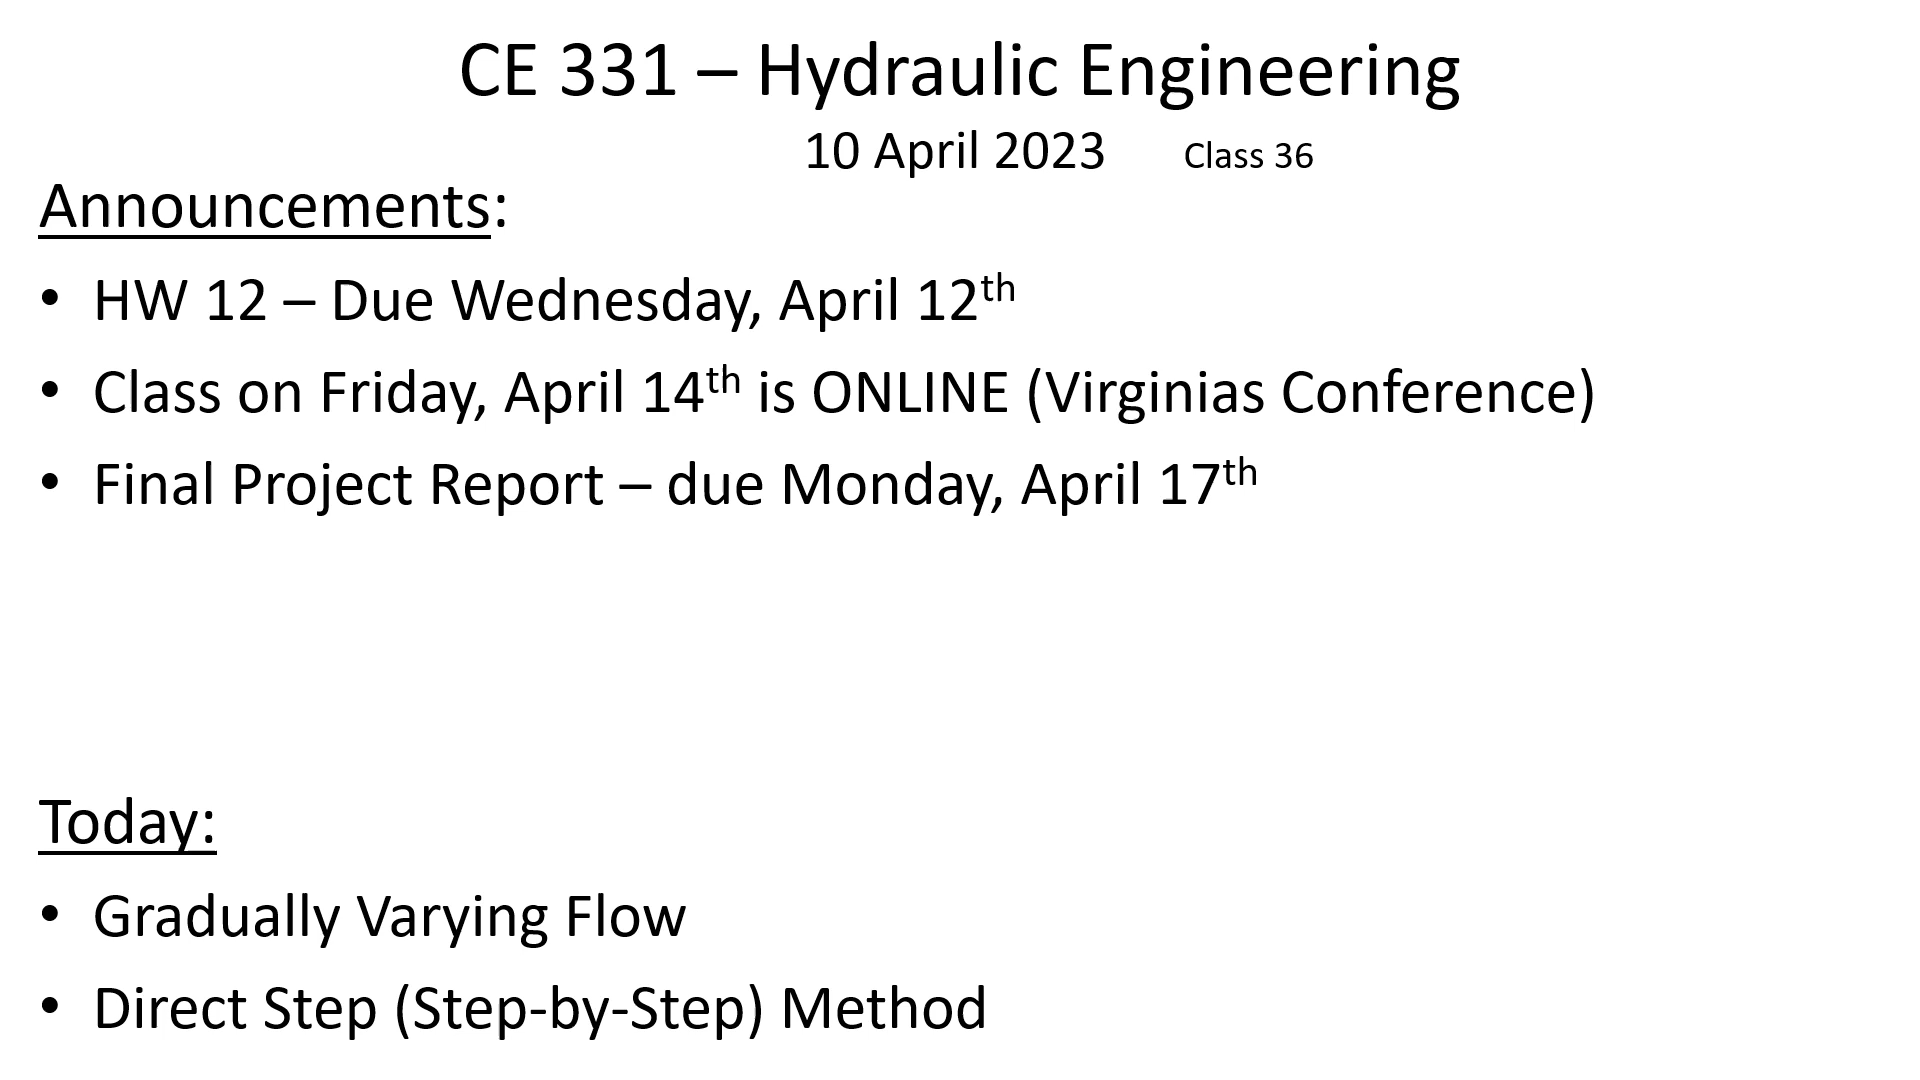 CE 331 – Hydraulic Engineering
10 April 2023 Class 36
Announcements:
• HW 12 – Due Wednesday, April 12th
• Class on Friday, April 14th is ONLINE (Virginias Conference)
• Final Project Report – due Monday, April 17th
Today:
• Gradually Varying Flow
• Direct Step (Step-by-Step) Method